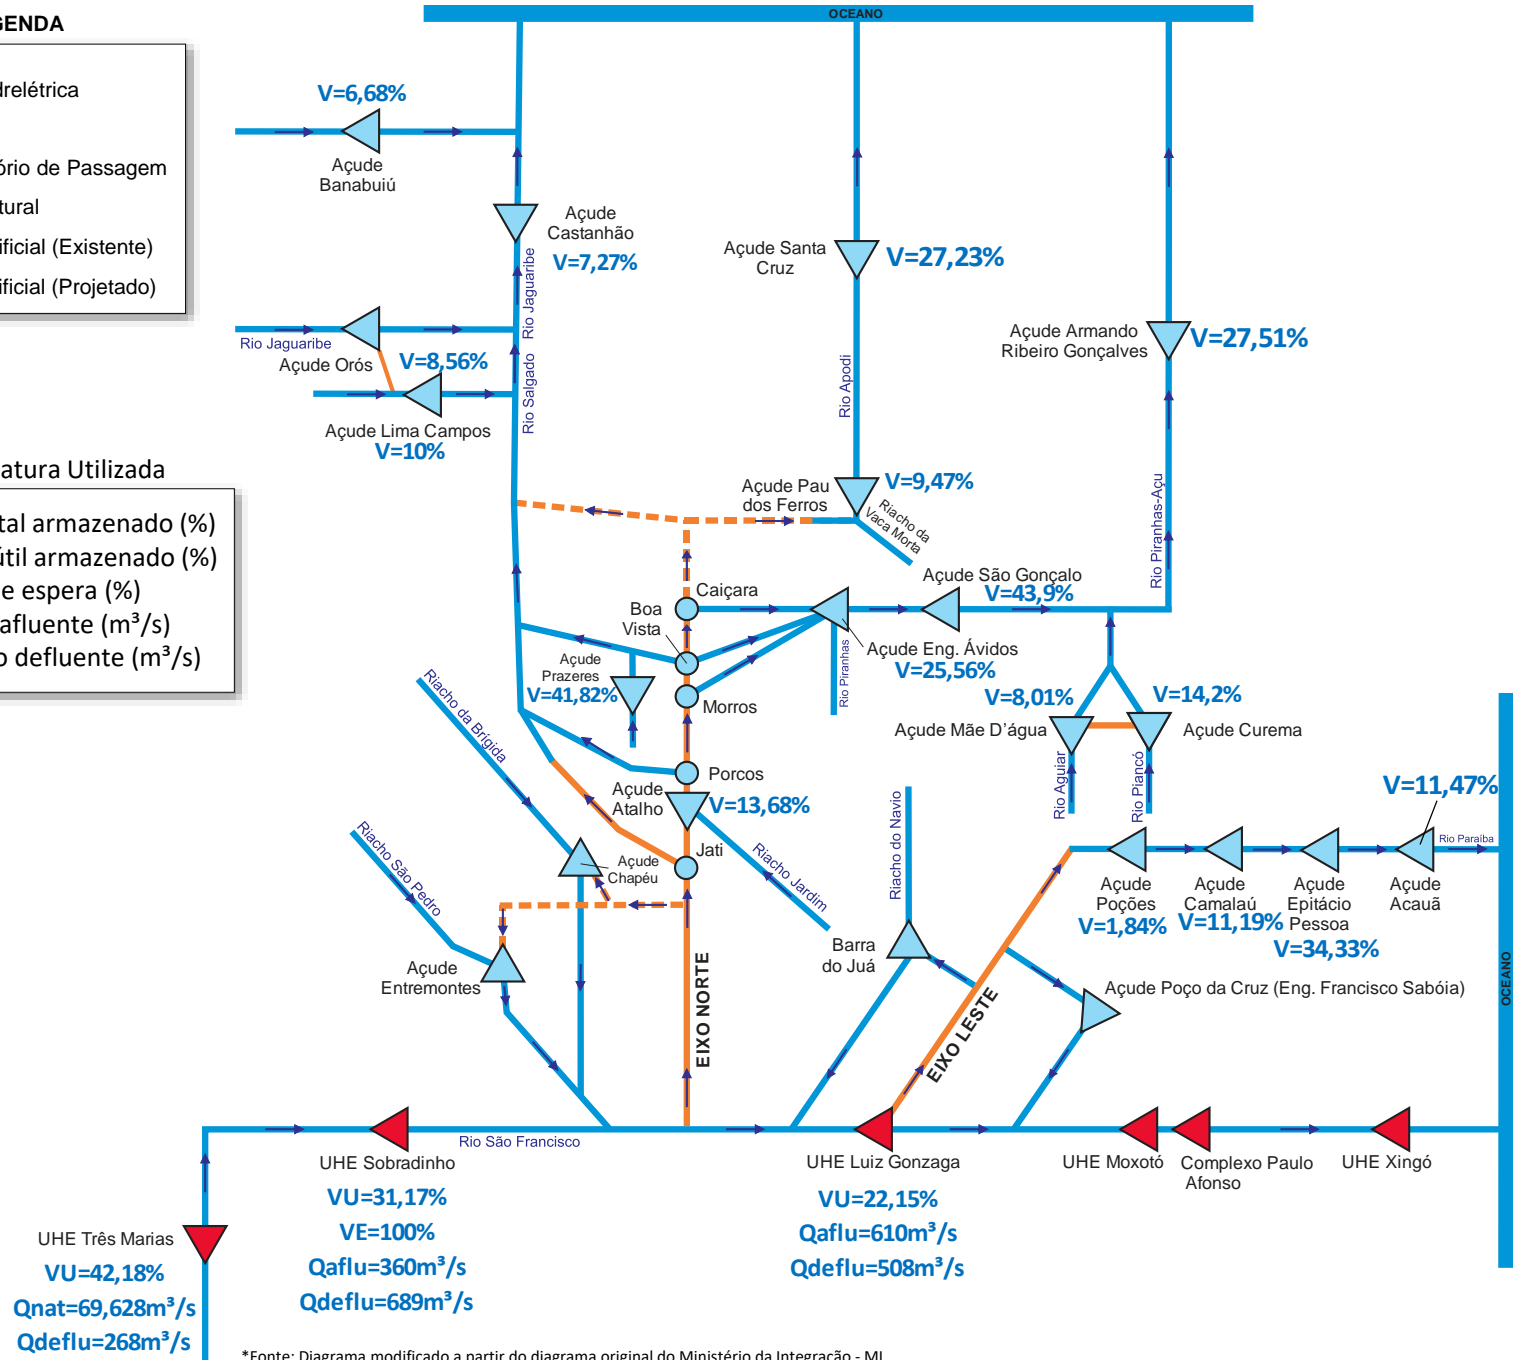 OCEANO
GENDA
drelétrica
ório de Passagem
tural
ificial (Existente)
ificial (Projetado)
V=6,68%
Açude
Banabuiú
Açude
Castanhão
V=7,27%
Rio Jaguaribe
Açude Santa
Cruz
V=27,23%
Açude Armando
Ribeiro Gonçalves
V=27,51%
Rio Jaguaribe
Açude Orós
V=8,56%
Rio Salgado
Rio Apodi
Açude Lima Campos
V=10%
atura Utilizada
tal armazenado (%)
útil armazenado (%)
e espera (%)
afluente (m³/s)
o defluente (m³/s)
Açude Pau
dos Ferros
V=9,47%
Riacho da
Vaca Morta
Rio Piranhas-Açu
Açude São Gonçalo
V=43,9%
Caiçara
Boa
Vista
Açude Eng. Ávidos
V=25,56%
Rio Piranhas
Açude
Prazeres
V=41,82%
Morros
V=8,01%
V=14,2%
Açude Mãe D'água
Açude Curema
Riacho da Brígida
Porcos
Açude
Atalho
V=13,68%
Rio Aguiar
Rio Piancó
V=11,47%
Riacho São Pedro
Açude
Chapéu
Jati
Riacho Jardim
Riacho do Navio
Rio Paraíba
Açude
Poções
V=1,84%
Açude
Camalaú
V=11,19%
Açude
Epitácio
Pessoa
V=34,33%
Açude
Acauã
Açude
Entremontes
Barra
do Juá
EIXO NORTE
EIXO LESTE
Açude Poço da Cruz (Eng. Francisco Sabóia)
OCEANO
Rio São Francisco
UHE Sobradinho
VU=31,17%
VE=100%
Qaflu=360m³/s
Qdeflu=689m³/s
UHE Luiz Gonzaga
VU=22,15%
Qaflu=610m³/s
Qdeflu=508m³/s
UHE Moxotó
Complexo Paulo
Afonso
UHE Xingó
UHE Três Marias
VU=42,18%
Qnat=69,628m³/s
Qdeflu=268m³/s
*Fonte: Diagrama modificado a partir do diagrama original do Ministério da Integração - MI